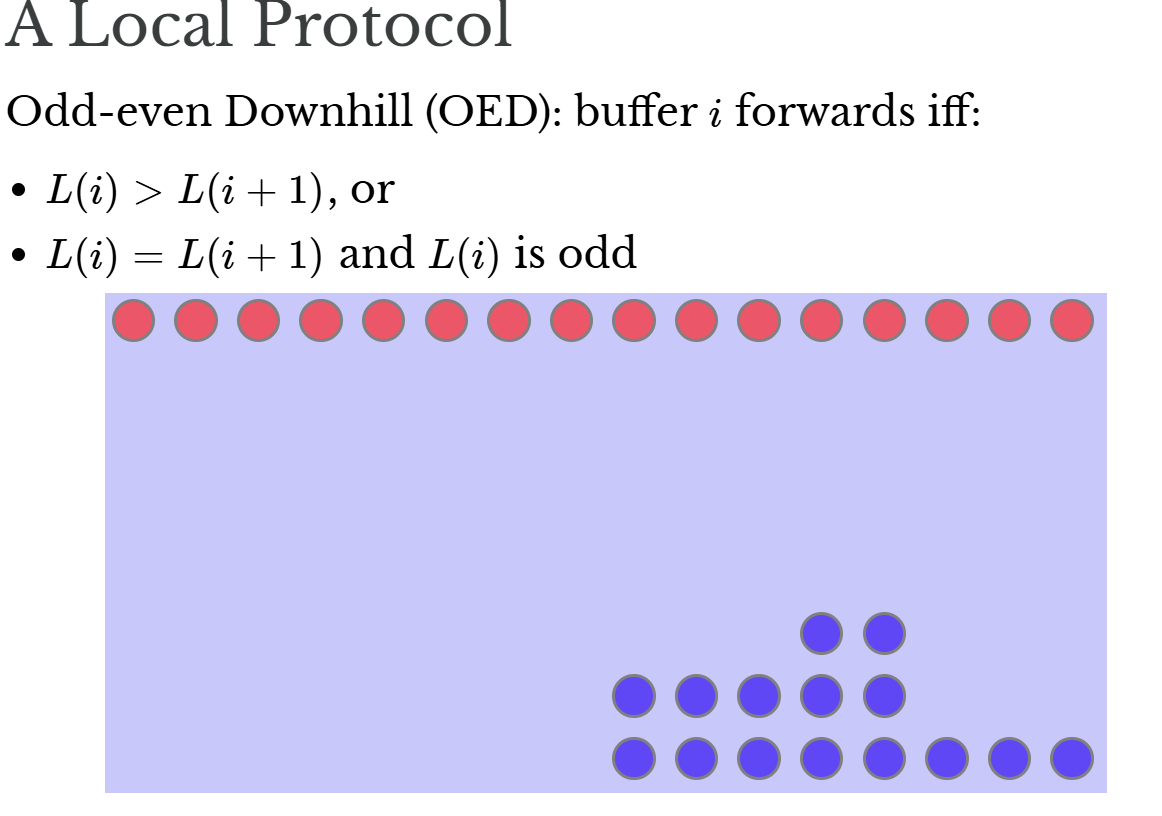 A Local Protocol
Odd-even Downhill (OED): buffer i forwards iff:
• L(i) > L(i + 1), or
• L(i) = L(i + 1) and L(i) is odd